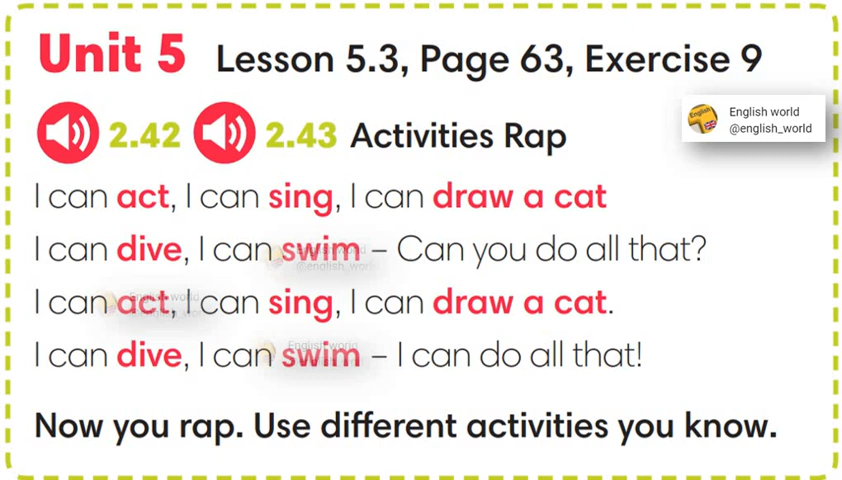 Unit 5 Lesson 5.3, Page 63, Exercise 9
English world
@english_world
2.42 2.43 Activities Rap
I can act, I can sing, I can draw a cat
I can dive, I can swim – Can you do all that?
I can act, I can sing, I can draw a cat.
I can dive, I can swim – I can do all that!
Now you rap. Use different activities you know.